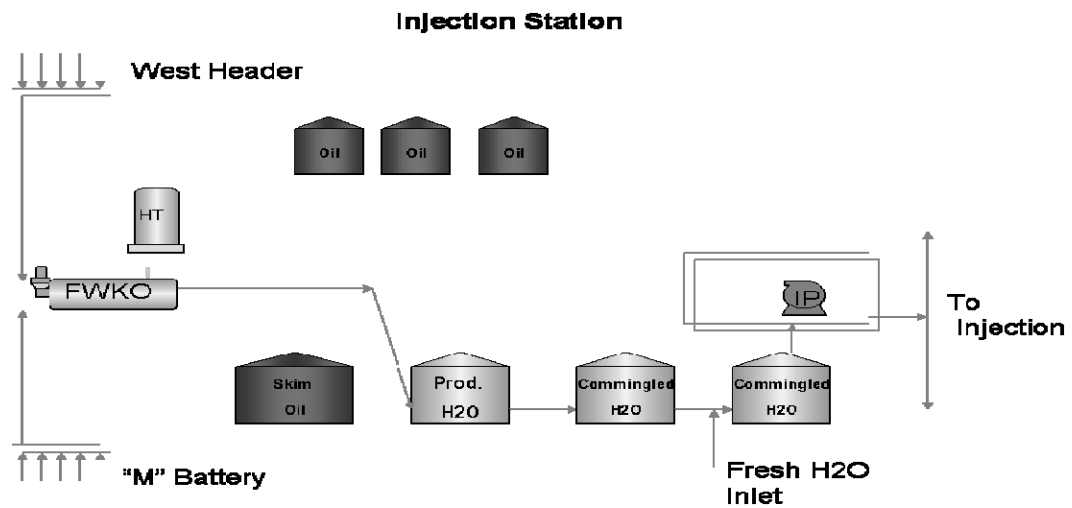 Injection Station
West Header
Oil
Oil
Oil
HT
FWKO
IP
To
Injection
Skim
Oil
Prod.
H2O
Commingled
H2O
Commingled
H2O
"M" Battery
Fresh H2O
Inlet